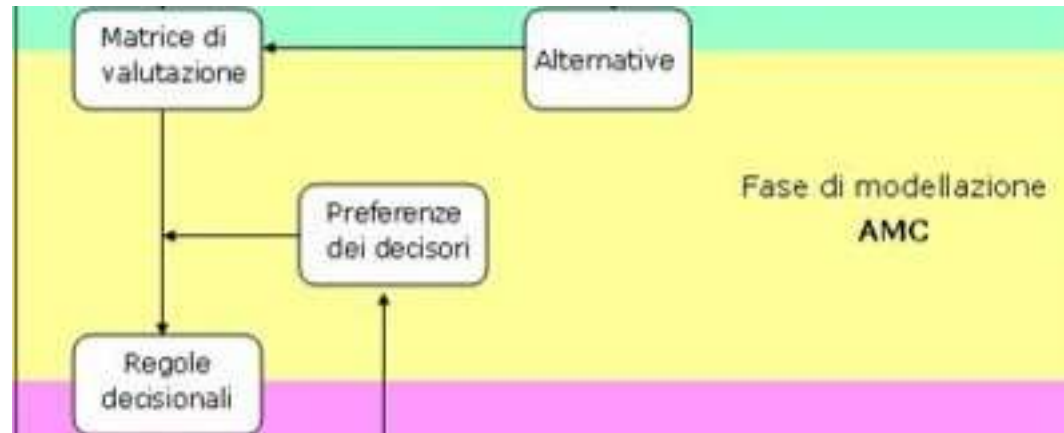 Matrice di
valutazione
Alternative
Preferenze
dei decisori
Fase di modellazione
AMC
Regole
decisionali